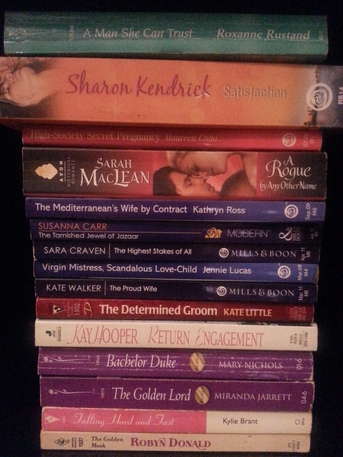 A Man She Can Trust Roxanne Rustand
Sharon Kendrick Satisfaction
High-Society Secret Pregnancy Maureen Child
AVON
SARAH MACLEAN A Rogue by Any Other Name
The Mediterranean's Wife by Contract Kathryn Ross
SUSANNA CARR
The Tarnished Jewel of Jazaar MODERN
SARA CRAVEN The Highest Stakes of All MILLS & BOON
Virgin Mistress, Scandalous Love-Child Jennie Lucas
KATE WALKER The Proud Wife MILLS & BOON
The Determined Groom KATE LITTLE
KAY HOOPER RETURN ENGAGEMENT
Bachelor Duke MARY NICHOLS
The Golden Lord MIRANDA JARRETT
Falling Hard and Fast Kylie Brant
The Golden Mask ROBYN DONALD